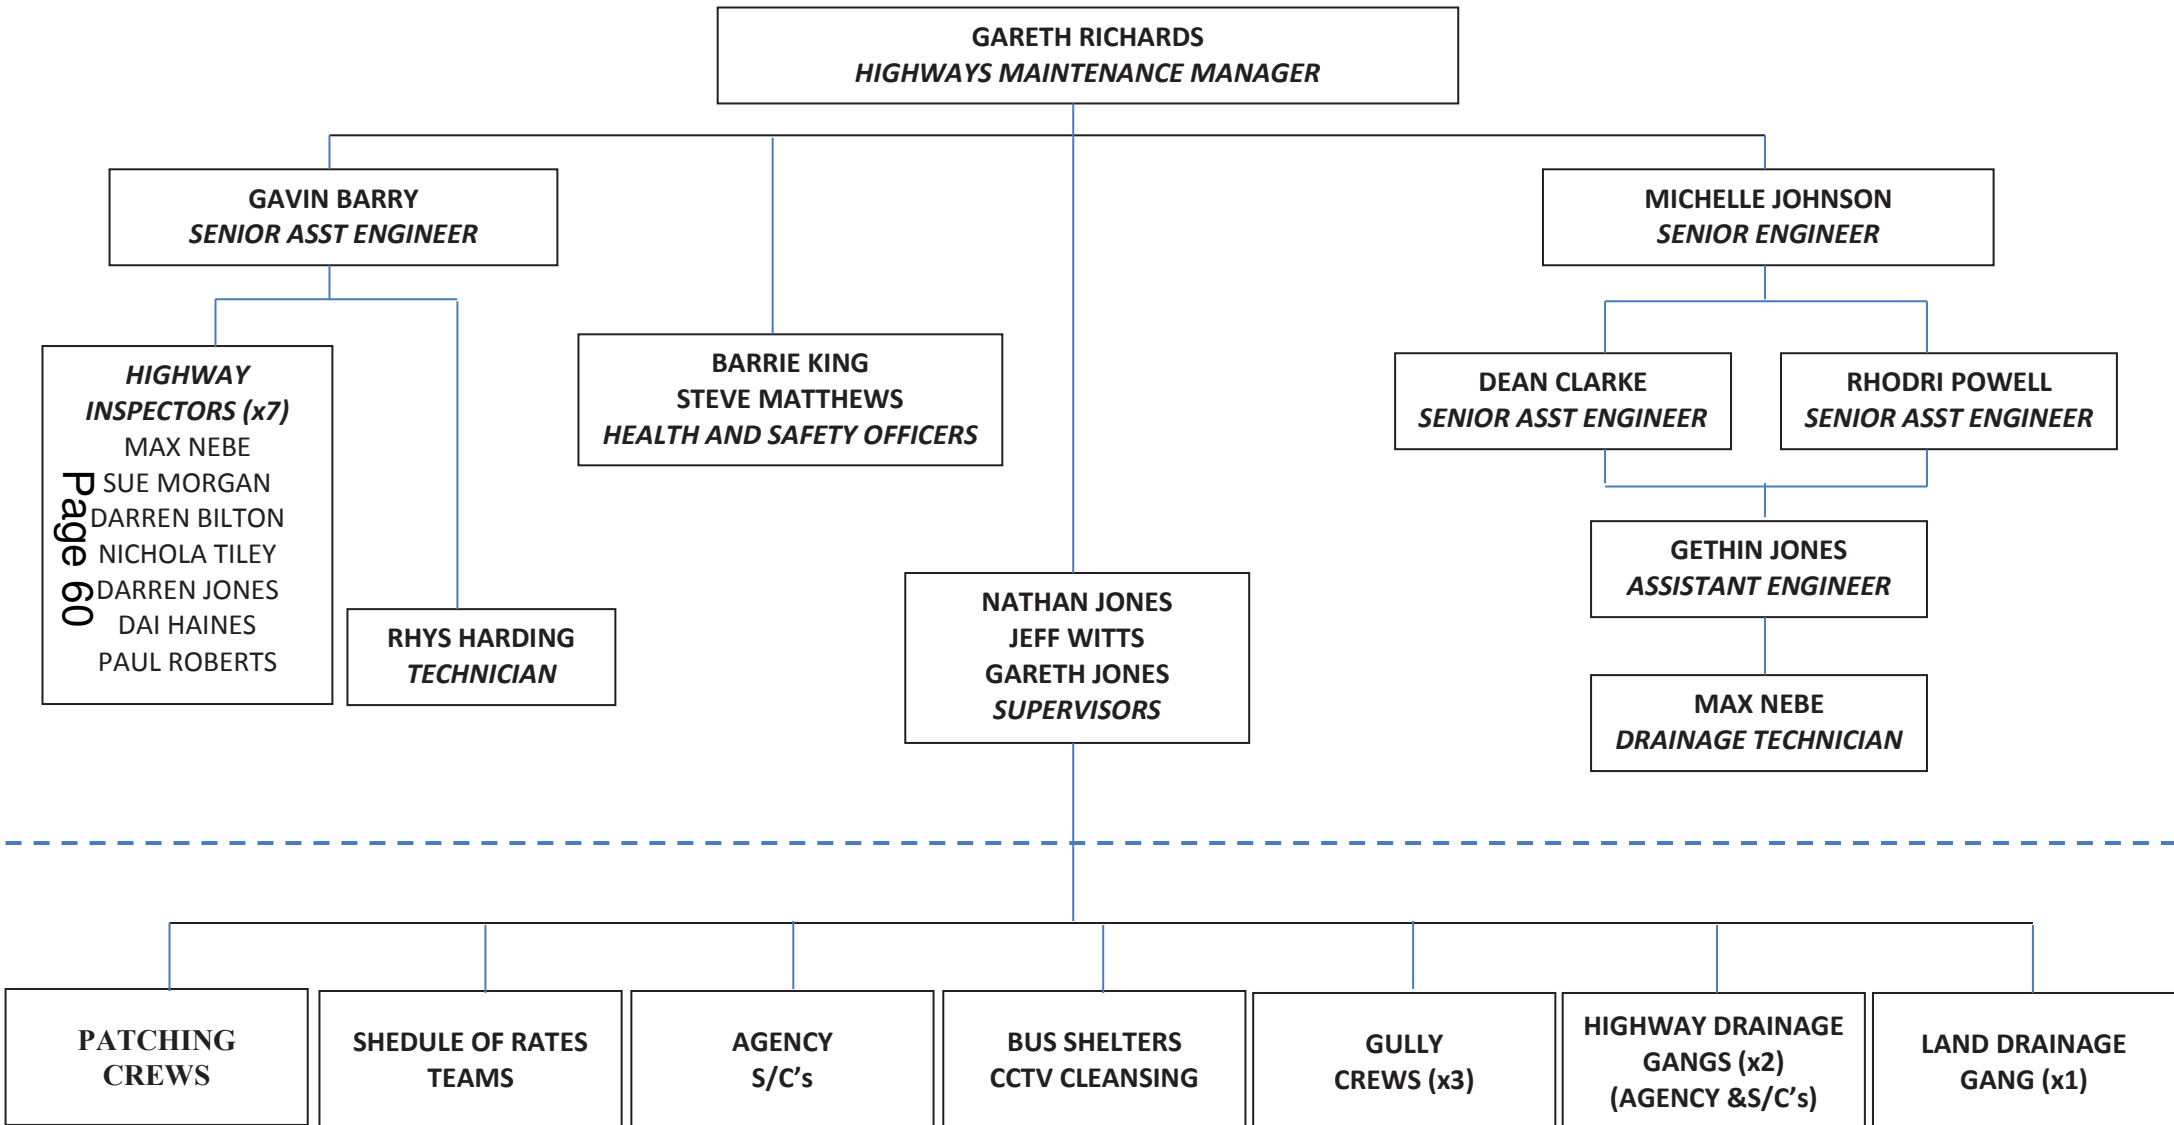 GARETH RICHARDS
HIGHWAYS MAINTENANCE MANAGER
GAVIN BARRY
SENIOR ASST ENGINEER
MICHELLE JOHNSON
SENIOR ENGINEER
HIGHWAY
INSPECTORS (x7)
MAX NEBE
SUE MORGAN
DARREN BILTON
NICHOLA TILEY
DARREN JONES
DAI HAINES
PAUL ROBERTS
Page 60
RHYS HARDING
TECHNICIAN
BARRIE KING
STEVE MATTHEWS
HEALTH AND SAFETY OFFICERS
NATHAN JONES
JEFF WITTS
GARETH JONES
SUPERVISORS
DEAN CLARKE
SENIOR ASST ENGINEER
RHODRI POWELL
SENIOR ASST ENGINEER
GETHIN JONES
ASSISTANT ENGINEER
MAX NEBE
DRAINAGE TECHNICIAN
PATCHING
CREWS
SHEDULE OF RATES
TEAMS
AGENCY
S/C’s
BUS SHELTERS
CCTV CLEANSING
GULLY
CREWS (x3)
HIGHWAY DRAINAGE
GANGS (x2)
(AGENCY &S/C’s)
LAND DRAINAGE
GANG (x1)